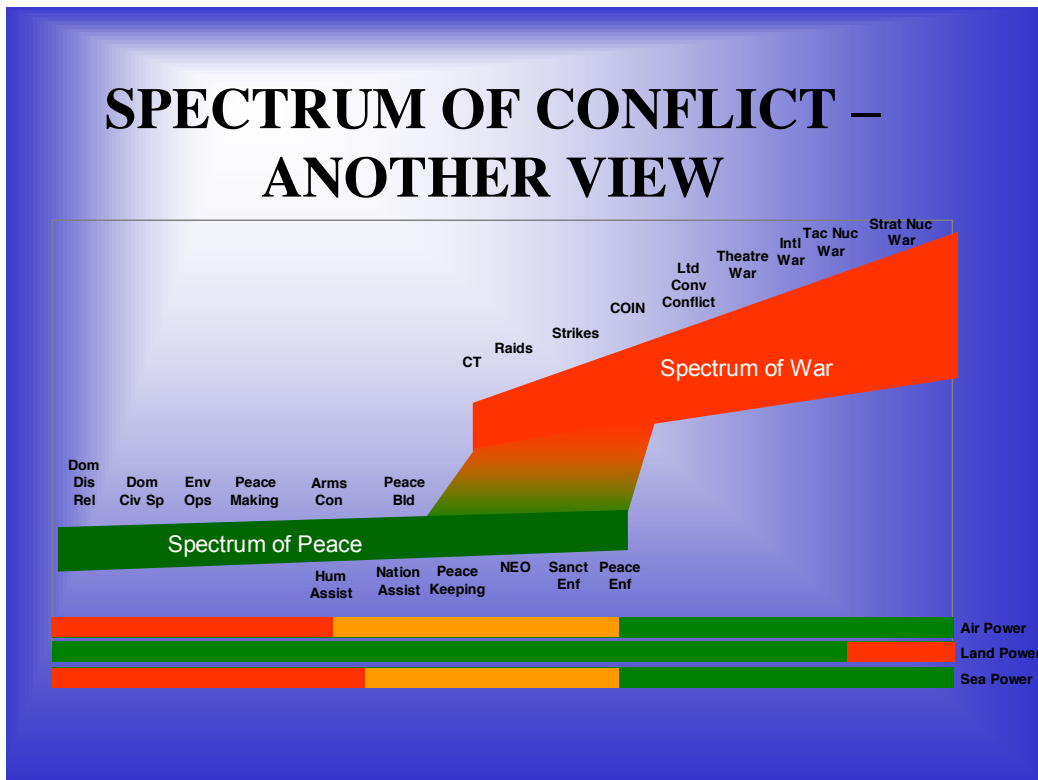 SPECTRUM OF CONFLICT –
ANOTHER VIEW
Strat Nuc
War
Tac Nuc
War
Intl
War
Theatre
War
Ltd
Conv
Conflict
COIN
Strikes
Raids
CT
Spectrum of War
Dom
Dis
Rel
Dom
Civ Sp
Env
Ops
Peace
Making
Arms
Con
Peace
Bld
Spectrum of Peace
Hum
Assist
Nation
Assist
Peace
Keeping
NEO
Sanct
Enf
Peace
Enf
Air Power
Land Power
Sea Power